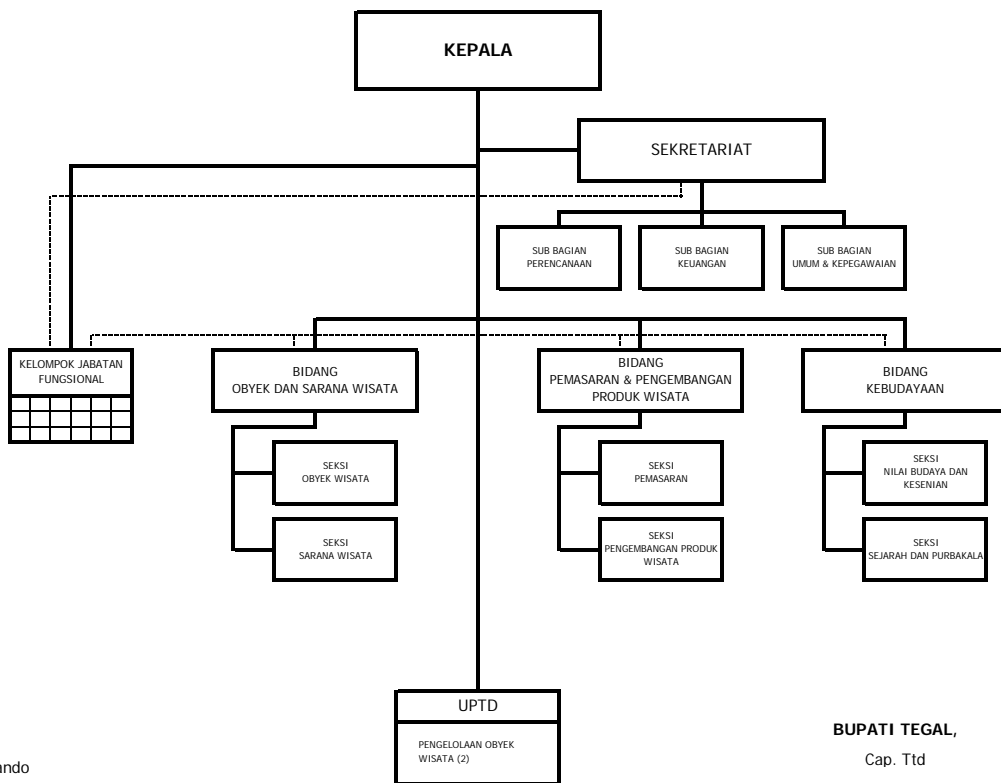 KEPALA
SEKRETARIAT
SUB BAGIAN
PERENCANAAN
SUB BAGIAN
KEUANGAN
SUB BAGIAN
UMUM & KEPEGAWAIAN
KELOMPOK JABATAN
FUNGSIONAL
BIDANG
OBYEK DAN SARANA WISATA
BIDANG
PEMASARAN & PENGEMBANGAN
PRODUK WISATA
BIDANG
KEBUDAYAAN
SEKSI
OBYEK WISATA
SEKSI
SARANA WISATA
SEKSI
PEMASARAN
SEKSI
PENGEMBANGAN PRODUK
WISATA
SEKSI
NILAI BUDAYA DAN
KESENIAN
SEKSI
SEJARAH DAN PURBAKALA
UPTD
PENGELOLAAN OBYEK
WISATA (2)
BUPATI TEGAL,
Cap. Ttd